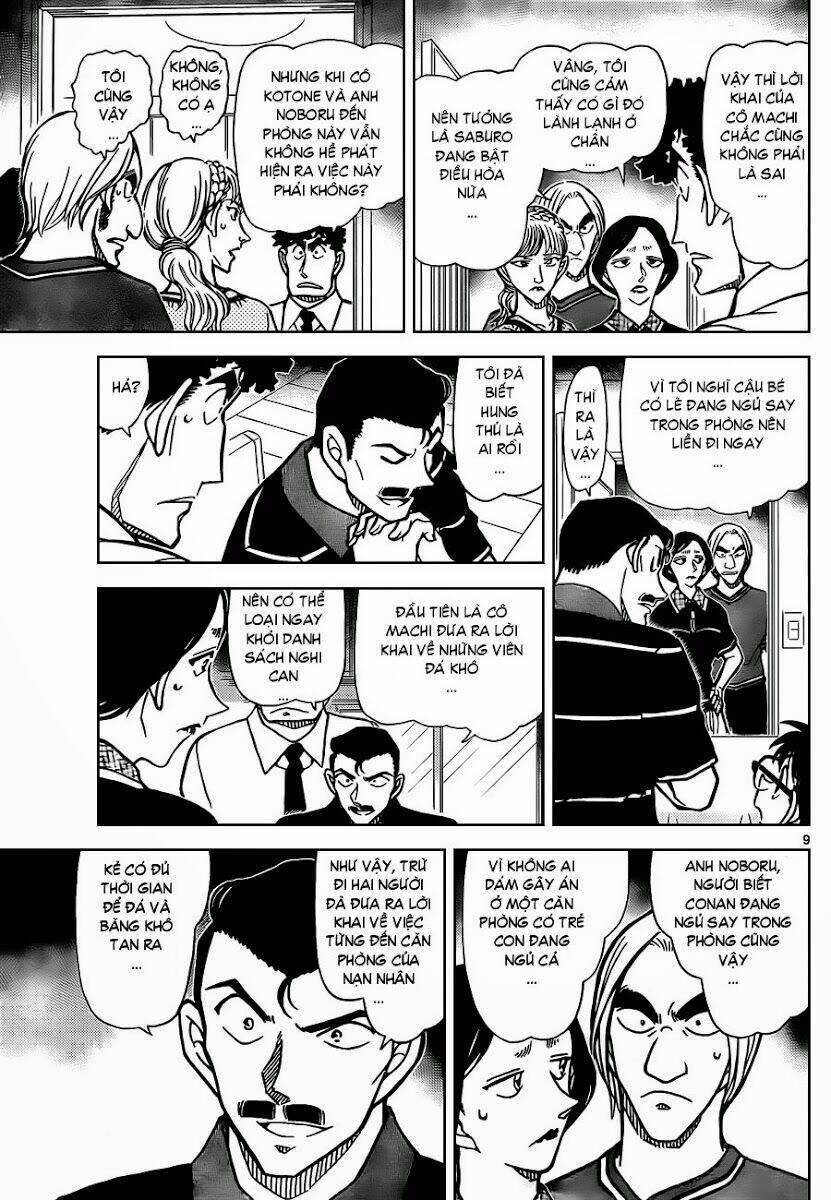 VẬY THÌ LỜI
KHAI CỦA
CÔ MACHI
CHẮC CŨNG
KHÔNG PHẢI
LÀ SAI
...
VÂNG, TÔI
CŨNG CẢM
THẤY CÓ GÌ ĐÓ
LÀNH LẠNH Ở
CHÂN
...
NÊN TƯỞNG
LÀ SABURO
ĐANG BẬT
ĐIỀU HÒA
NỮA
...
NHƯNG KHI CÔ
KOTONE VÀ ANH
NOBORU ĐẾN
PHÒNG NÀY VẪN
KHÔNG HỀ PHÁT
HIỆN RA VIỆC NÀY
PHẢI KHÔNG?
KHÔNG,
KHÔNG
CÓ Ạ
...
TÔI
CŨNG
VẬY
...
VÌ TÔI NGHĨ CẬU BÉ
CÓ LẼ ĐANG NGỦ SAY
TRONG PHÒNG NÊN
LIỀN ĐI NGAY
...
THÌ
RA LÀ
VẬY
...
TÔI ĐÃ
BIẾT
HUNG
THỦ LÀ
AI RỒI
...
HẢ?
ĐẦU TIÊN LÀ CÔ
MACHI ĐƯA RA LỜI
KHAI VỀ NHỮNG VIÊN
ĐÁ KHÔ
...
NÊN CÓ THỂ
LOẠI NGAY
KHỎI DANH
SÁCH NGHI
CAN
...
9
ANH NOBORU,
NGƯỜI BIẾT
CONAN ĐANG
NGỦ SAY TRONG
PHÒNG CŨNG
VẬY
...
VÌ KHÔNG AI
DÁM GÂY ÁN
Ở MỘT CĂN
PHÒNG CÓ TRẺ
CON ĐANG
NGỦ CẢ
...
NHƯ VẬY, TRỪ
ĐI HAI NGƯỜI
ĐÃ ĐƯA RA LỜI
KHAI VỀ VIỆC
TỪNG ĐẾN CĂN
PHÒNG CỦA
NẠN NHÂN
...
KẺ CÓ ĐỦ
THỜI GIAN
ĐỂ ĐÁ VÀ
BĂNG KHÔ
TAN RA
...